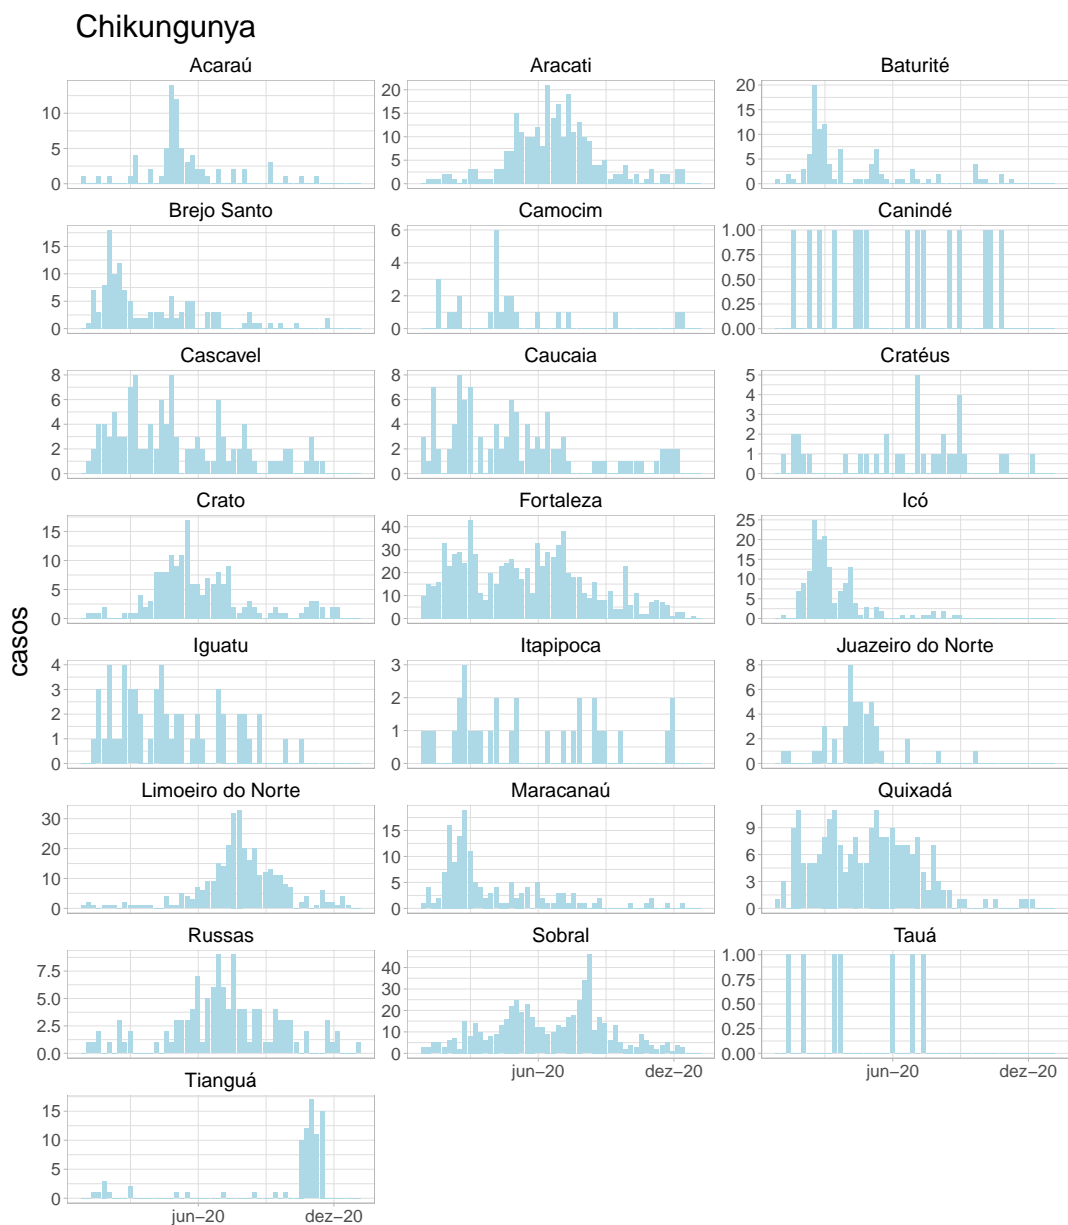 Chikungunya
Acaraú Aracati Baturité
10 5 0
20 15 10 5 0
20 15 10 5 0
Brejo Santo Camocim Canindé
15 10 5 0
6 4 2 0
1.00 0.75 0.50 0.25 0.00
Cascavel Caucaia Cratéus
8 6 4 2 0
8 6 4 2 0
5 4 3 2 1 0
Crato Fortaleza Icó
15 10 5 0
40 30 20 10 0
25 20 15 10 5 0
casos
Iguatu Itapipoca Juazeiro do Norte
4 3 2 1 0
3 2 1 0
8 6 4 2 0
Limoeiro do Norte Maracanaú Quixadá
30 20 10 0
15 10 5 0
9 6 3 0
Russas Sobral Tauá
7.5 5.0 2.5 0.0
40 30 20 10 0
1.00 0.75 0.50 0.25 0.00
jun−20 dez−20 jun−20 dez−20
Tianguá
15 10 5 0
jun−20 dez−20